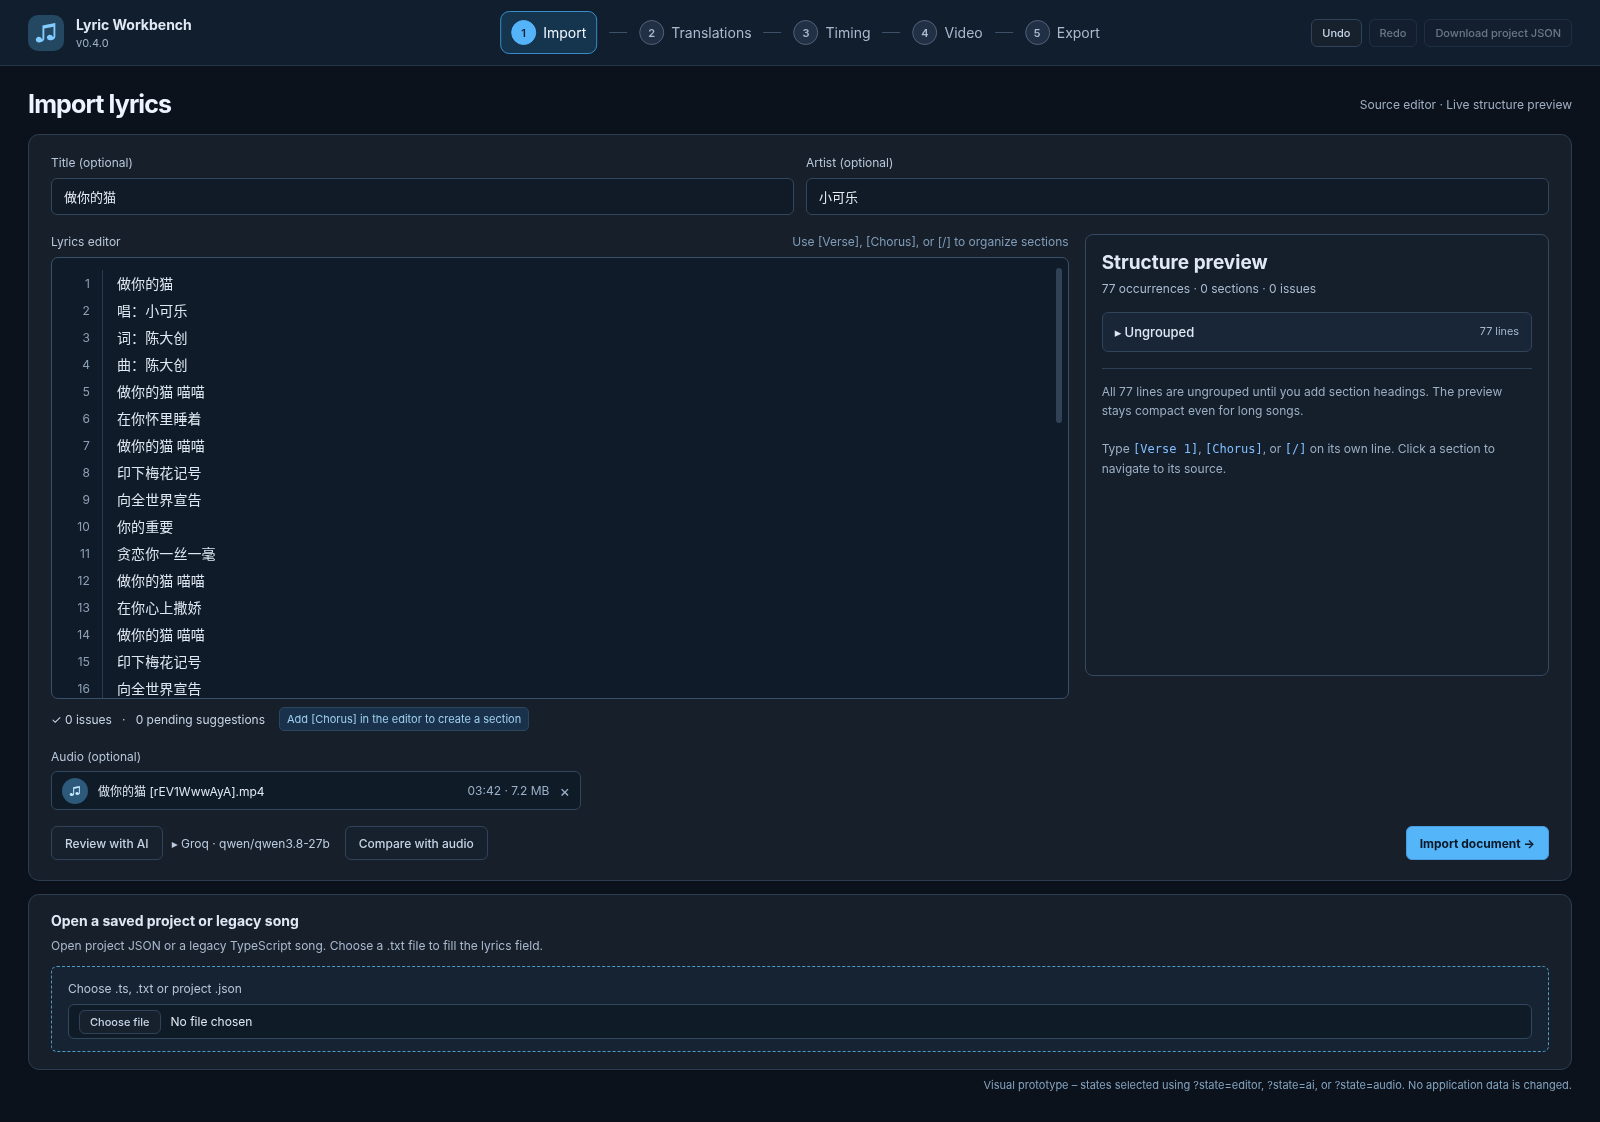 Lyric Workbench
v0.4.0
1 Import
2 Translations
3 Timing
4 Video
5 Export
Undo
Redo
Download project JSON
Import lyrics
Source editor · Live structure preview
Title (optional)
做你的猫
Artist (optional)
小可乐
Lyrics editor
Use [Verse], [Chorus], or [/] to organize sections
1 做你的猫
2 唱：小可乐
3 词：陈大创
4 曲：陈大创
5 做你的猫 喵喵
6 在你怀里睡着
7 做你的猫 喵喵
8 印下梅花记号
9 向全世界宣告
10 你的重要
11 贪恋你一丝一毫
12 做你的猫 喵喵
13 在你心上撒娇
14 做你的猫 喵喵
15 印下梅花记号
16 向全世界宣告
Structure preview
77 occurrences · 0 sections · 0 issues
▸ Ungrouped
77 lines
All 77 lines are ungrouped until you add section headings. The preview
stays compact even for long songs.
Type [Verse 1], [Chorus], or [/] on its own line. Click a section to
navigate to its source.
✓ 0 issues · 0 pending suggestions
Add [Chorus] in the editor to create a section
Audio (optional)
做你的猫 [rEV1WwwAyA].mp4
03:42 · 7.2 MB ×
Review with AI
▸ Groq · qwen/qwen3.8-27b
Compare with audio
Import document →
Open a saved project or legacy song
Open project JSON or a legacy TypeScript song. Choose a .txt file to fill the lyrics field.
Choose .ts, .txt or project .json
Choose file
No file chosen
Visual prototype – states selected using ?state=editor, ?state=ai, or ?state=audio. No application data is changed.